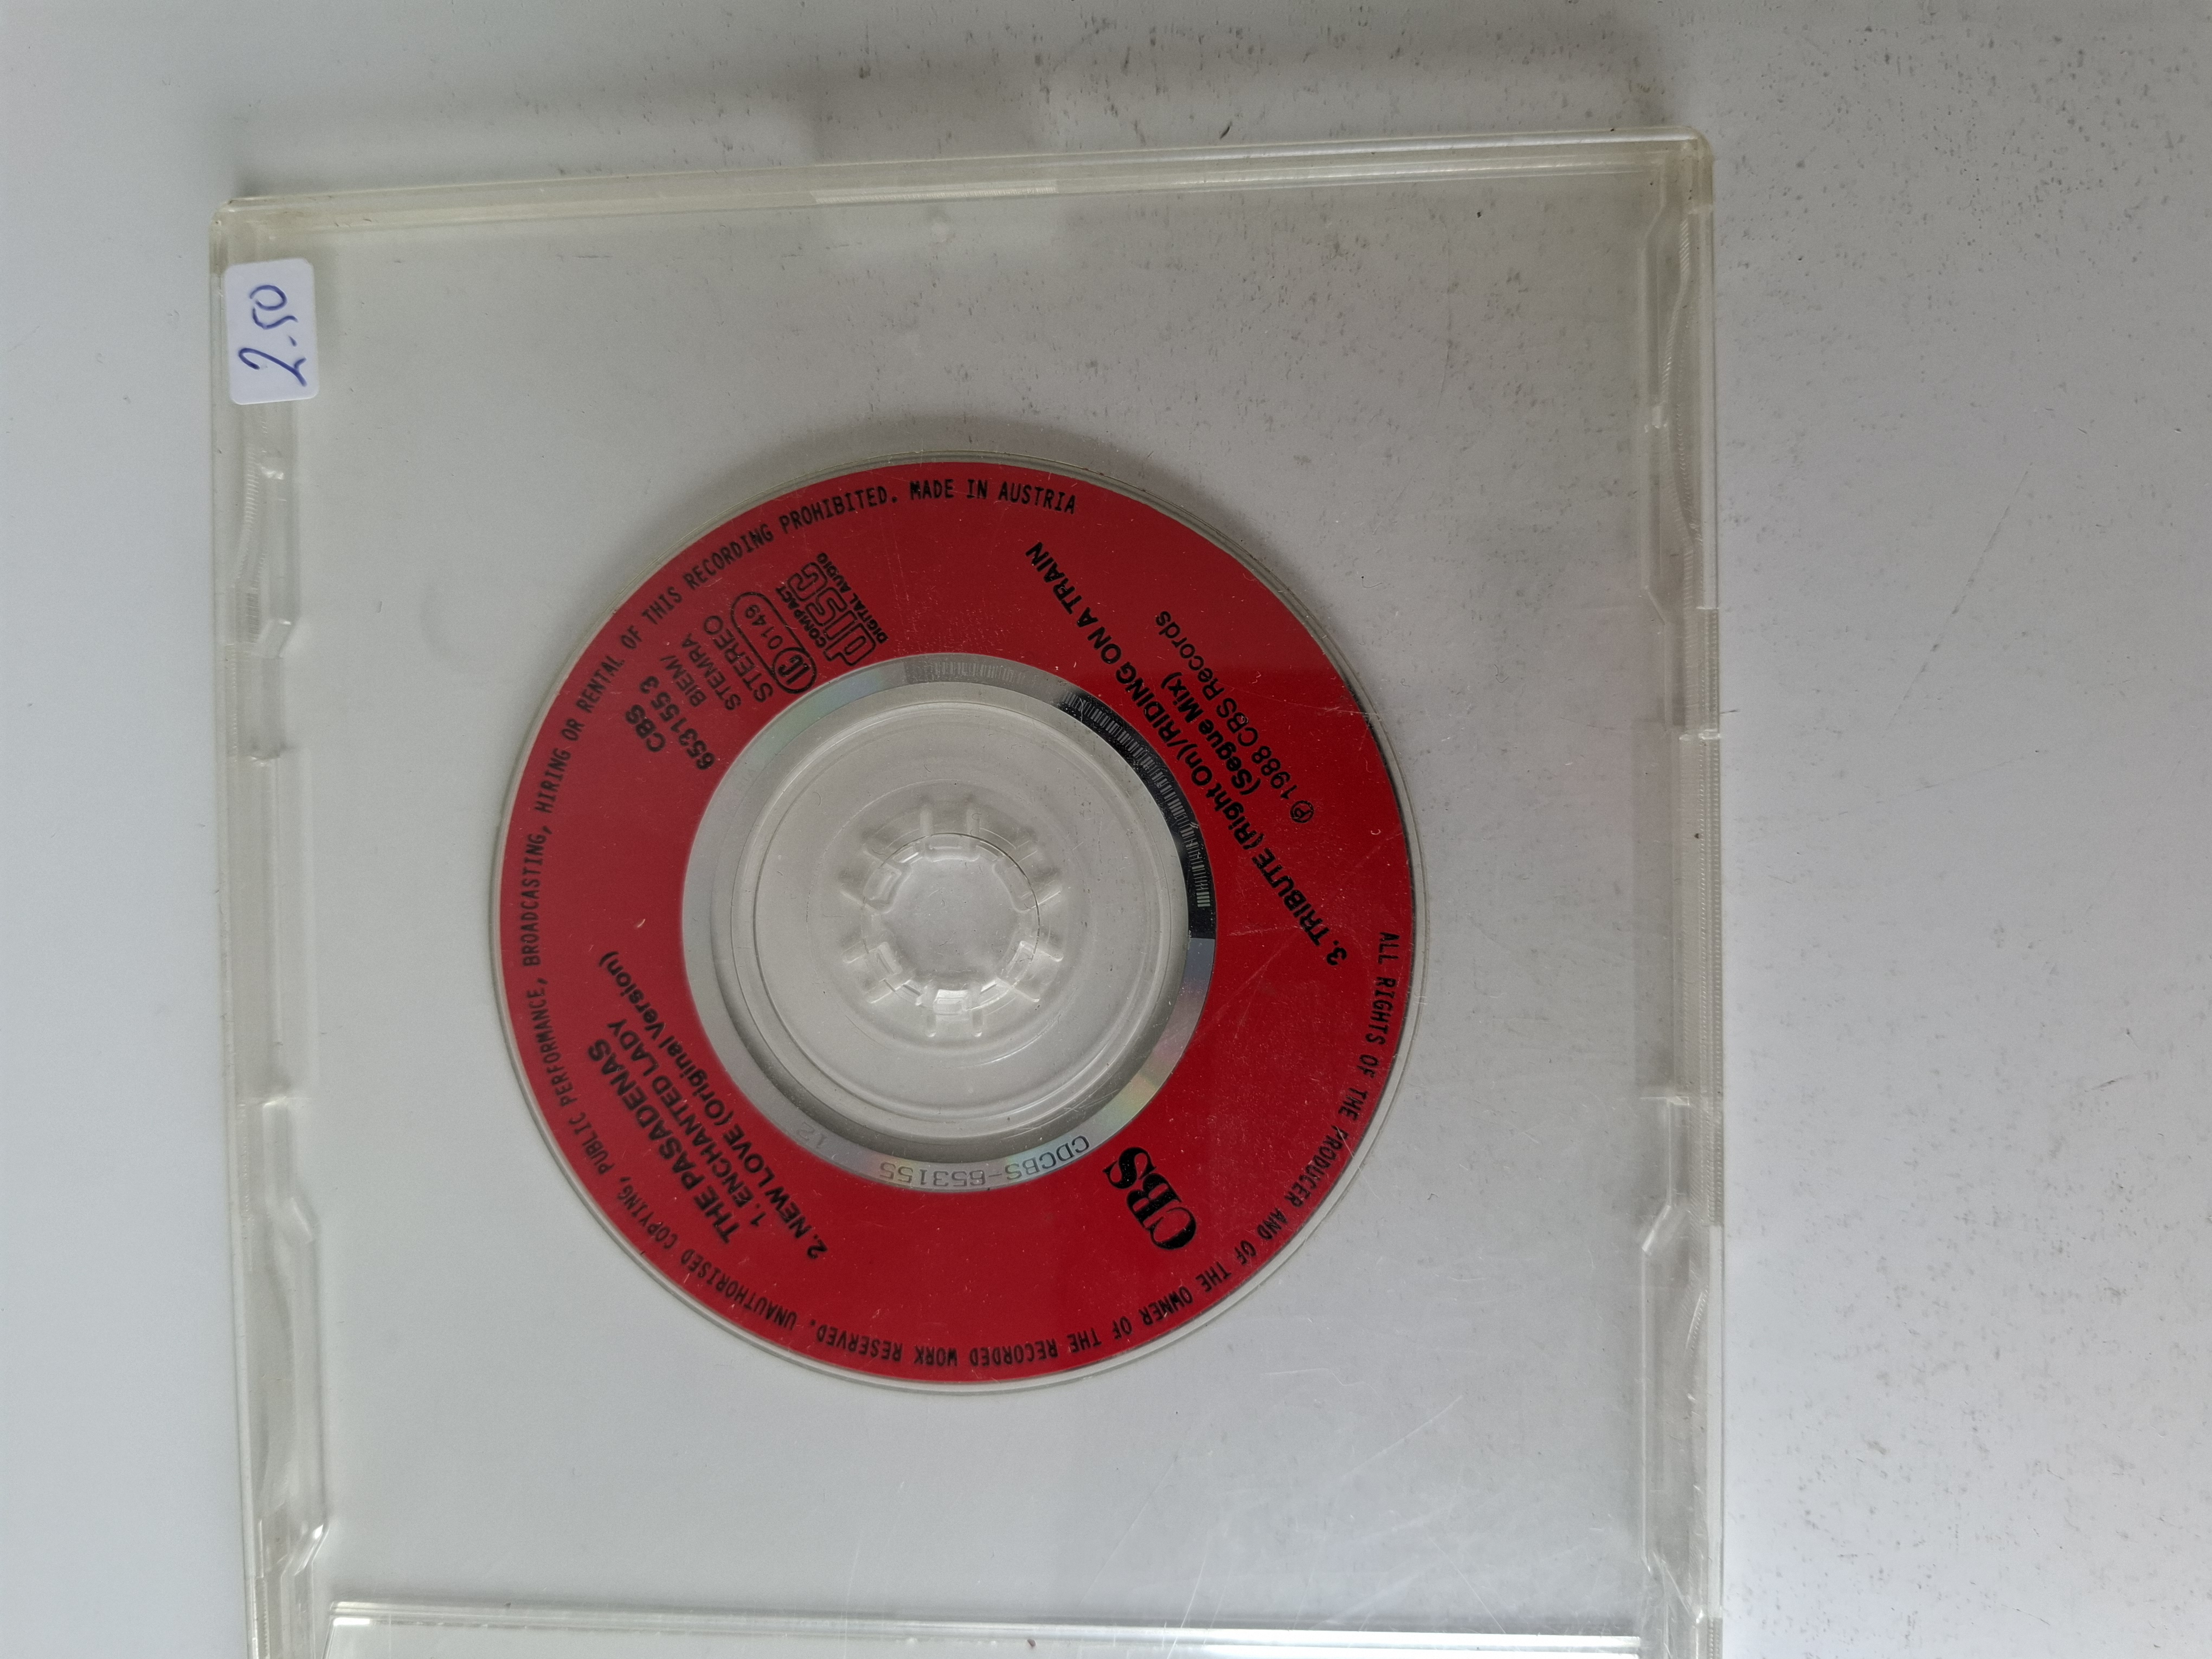 2.50
THE PASADENAS
1. ENCHANTED LADY
2. NEW LOVE (Original Version)
CBS
6531553
BIEM/
STEMRA
STEREO
LC 0149
COMPACT
disc
DIGITAL AUDIO
3. TRIBUTE (Right On)/RIDING ON A TRAIN
(Segue Mix)
℗ 1988 CBS Records
CBS
ALL RIGHTS OF THE PRODUCER AND OF THE OWNER OF THE RECORDED WORK RESERVED. UNAUTHORISED COPYING, PUBLIC PERFORMANCE, BROADCASTING, HIRING OR RENTAL OF THIS RECORDING PROHIBITED. MADE IN AUSTRIA
CDCBS-653155 12